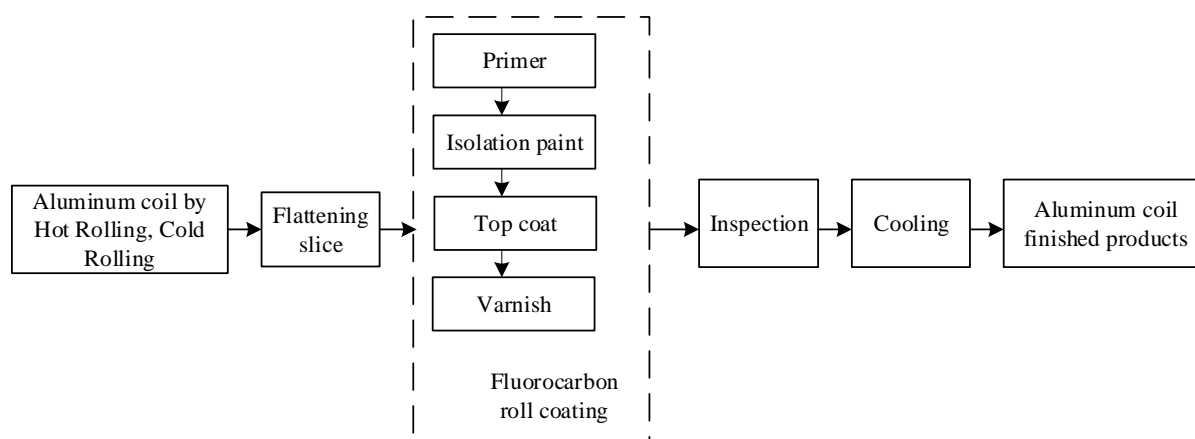 Aluminum coil by
Hot Rolling, Cold
Rolling
Flattening
slice
Primer
Isolation paint
Top coat
Varnish
Fluorocarbon
roll coating
Inspection
Cooling
Aluminum coil
finished products